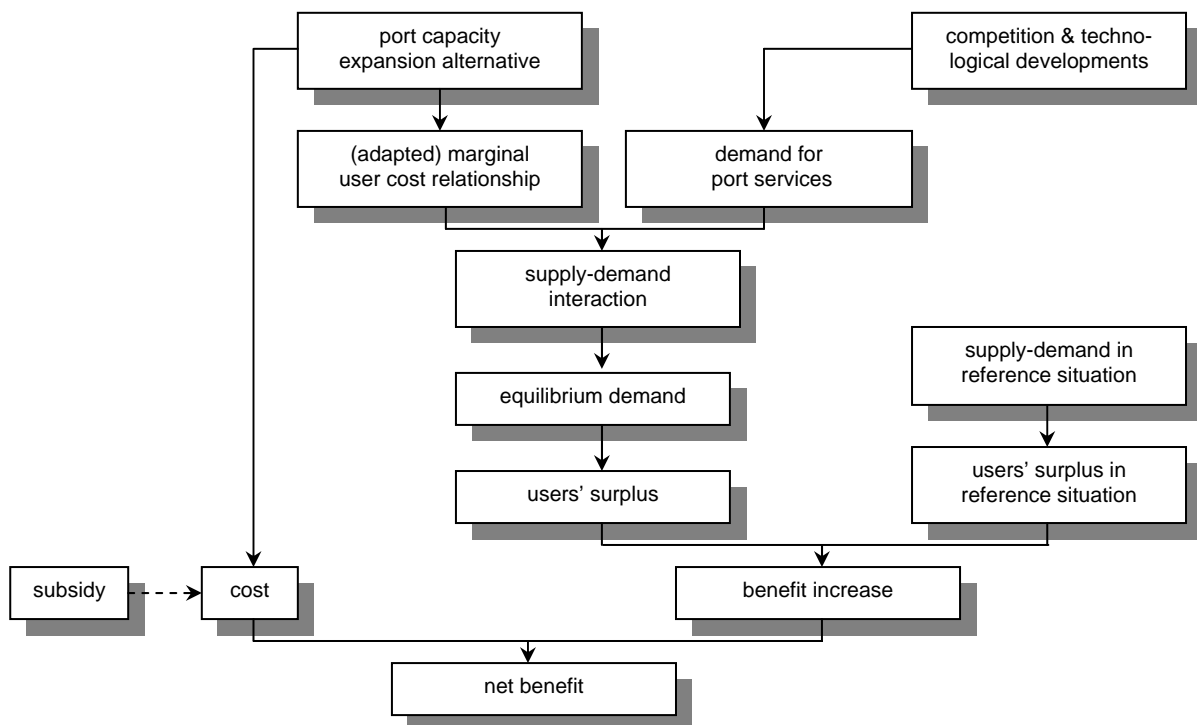 port capacity
expansion alternative
competition & techno-
logical developments
(adapted) marginal
user cost relationship
demand for
port services
supply-demand
interaction
supply-demand in
reference situation
equilibrium demand
users’ surplus
users’ surplus in
reference situation
subsidy
cost
benefit increase
net benefit